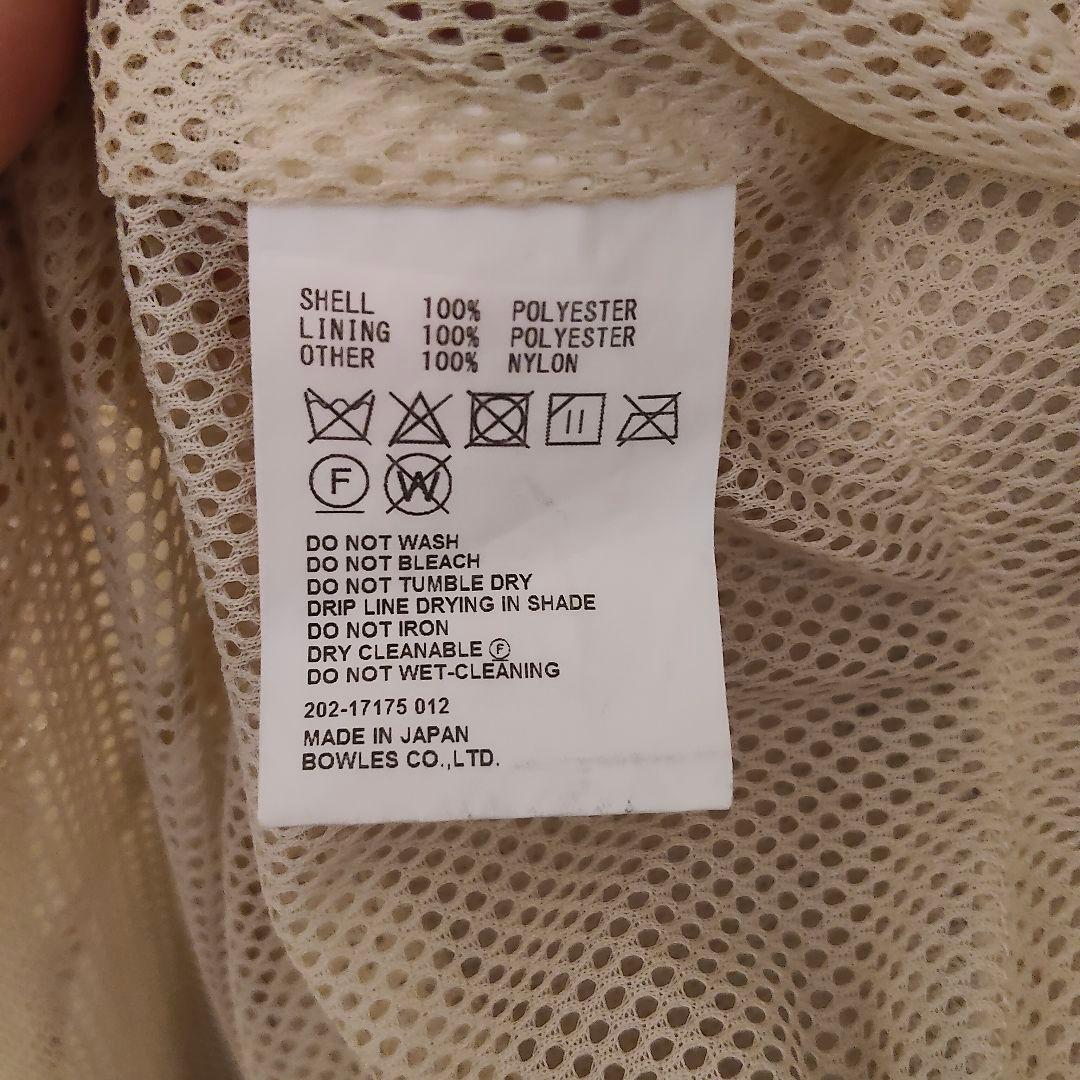 SHELL 100% POLYESTER
LINING 100% POLYESTER
OTHER 100% NYLON
F W
DO NOT WASH
DO NOT BLEACH
DO NOT TUMBLE DRY
DRIP LINE DRYING IN SHADE
DO NOT IRON
DRY CLEANABLE Ⓕ
DO NOT WET-CLEANING
202-17175 012
MADE IN JAPAN
BOWLES CO.,LTD.